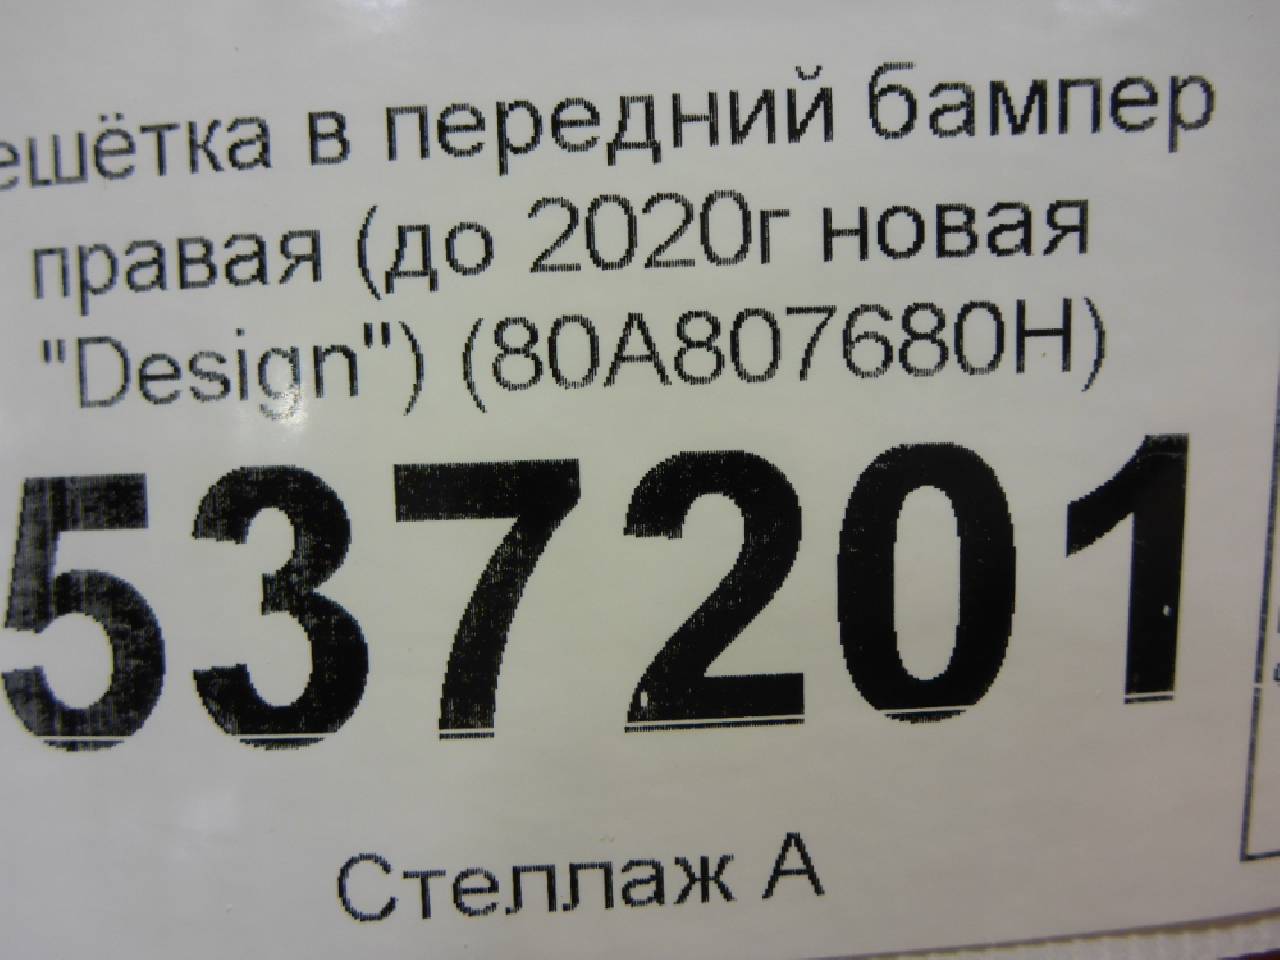 ешётка в передний бампер
правая (до 2020г новая
"Design") (80A807680H)
537201
Стеллаж А